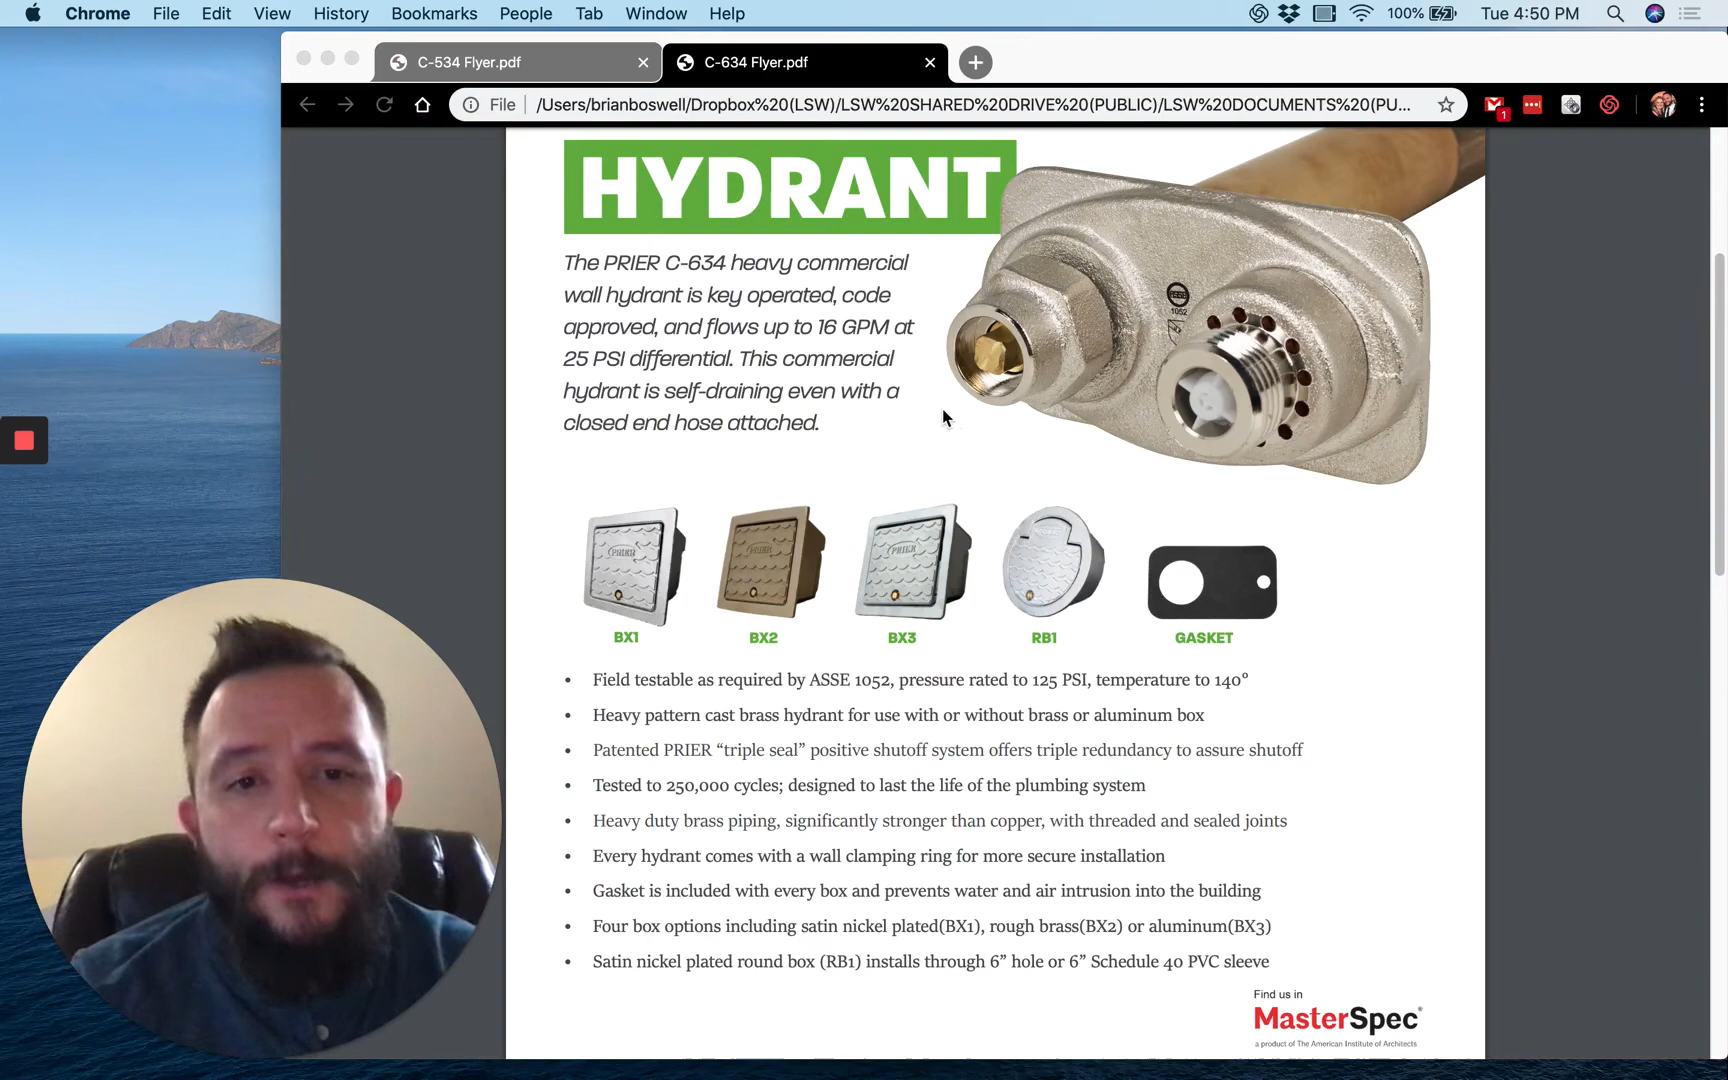 Chrome File Edit View History Bookmarks People Tab Window Help 100% Tue 4:50 PM
C-534 Flyer.pdf C-634 Flyer.pdf
File /Users/brianboswell/Dropbox%20(LSW)/LSW%20SHARED%20DRIVE%20(PUBLIC)/LSW%20DOCUMENTS%20(PU... 1
HYDRANT
The PRIER C-634 heavy commercial
wall hydrant is key operated, code
approved, and flows up to 16 GPM at
25 PSI differential. This commercial
hydrant is self-draining even with a
closed end hose attached.
1052
PRIER PRIER PRIER
BX1 BX2 BX3 RB1 GASKET
• Field testable as required by ASSE 1052, pressure rated to 125 PSI, temperature to 140°
• Heavy pattern cast brass hydrant for use with or without brass or aluminum box
• Patented PRIER “triple seal” positive shutoff system offers triple redundancy to assure shutoff
• Tested to 250,000 cycles; designed to last the life of the plumbing system
• Heavy duty brass piping, significantly stronger than copper, with threaded and sealed joints
• Every hydrant comes with a wall clamping ring for more secure installation
• Gasket is included with every box and prevents water and air intrusion into the building
• Four box options including satin nickel plated(BX1), rough brass(BX2) or aluminum(BX3)
• Satin nickel plated round box (RB1) installs through 6” hole or 6” Schedule 40 PVC sleeve
Find us in
MasterSpec®
a product of The American Institute of Architects